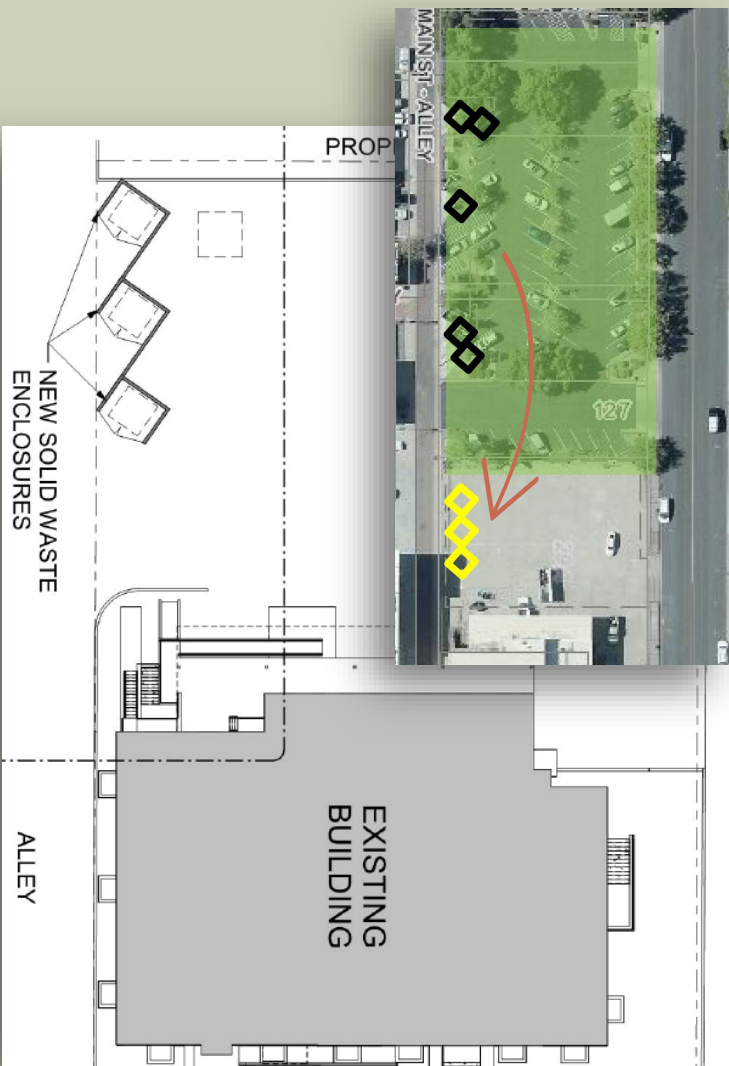 MAIN ST - ALLEY
PROP
127
NEW SOLID WASTE
ENCLOSURES
EXISTING
BUILDING
ALLEY